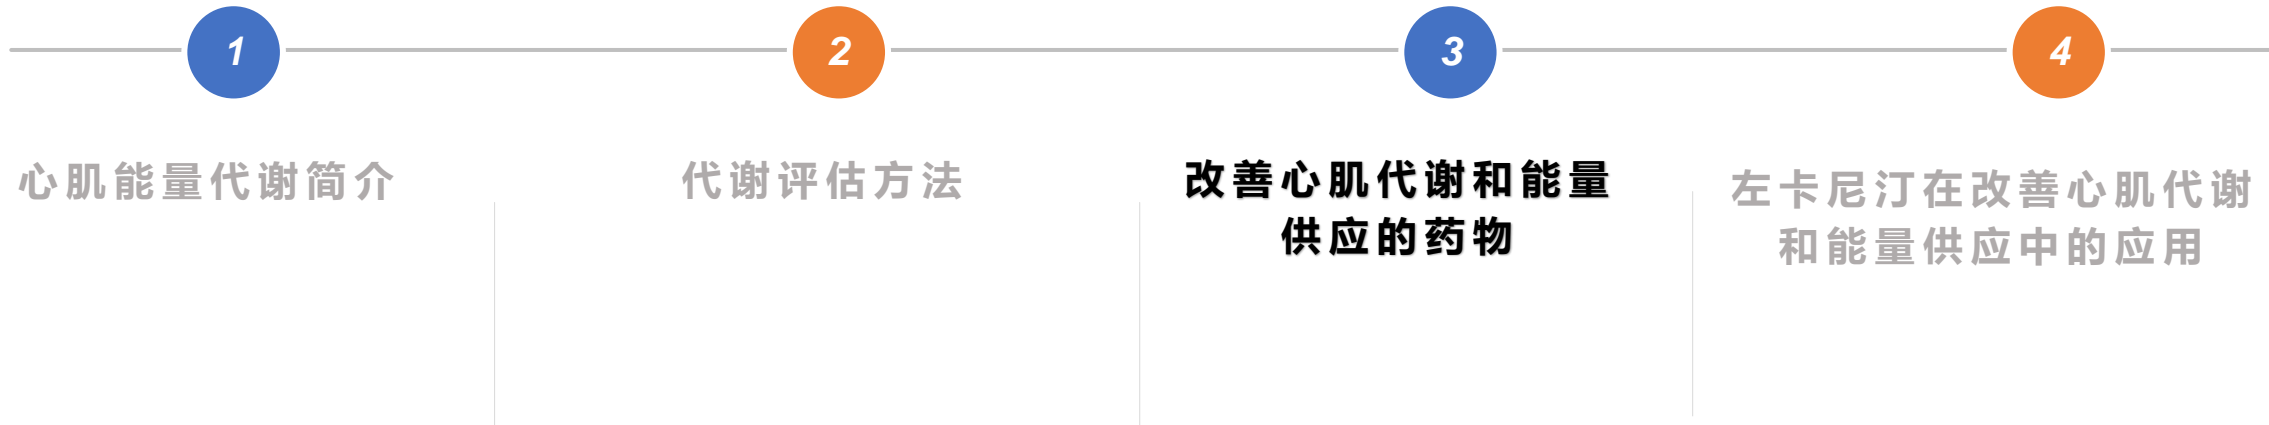 1
2
3
4
心肌能量代谢简介
代谢评估方法
改善心肌代谢和能量
供应的药物
左卡尼汀在改善心肌代谢
和能量供应中的应用